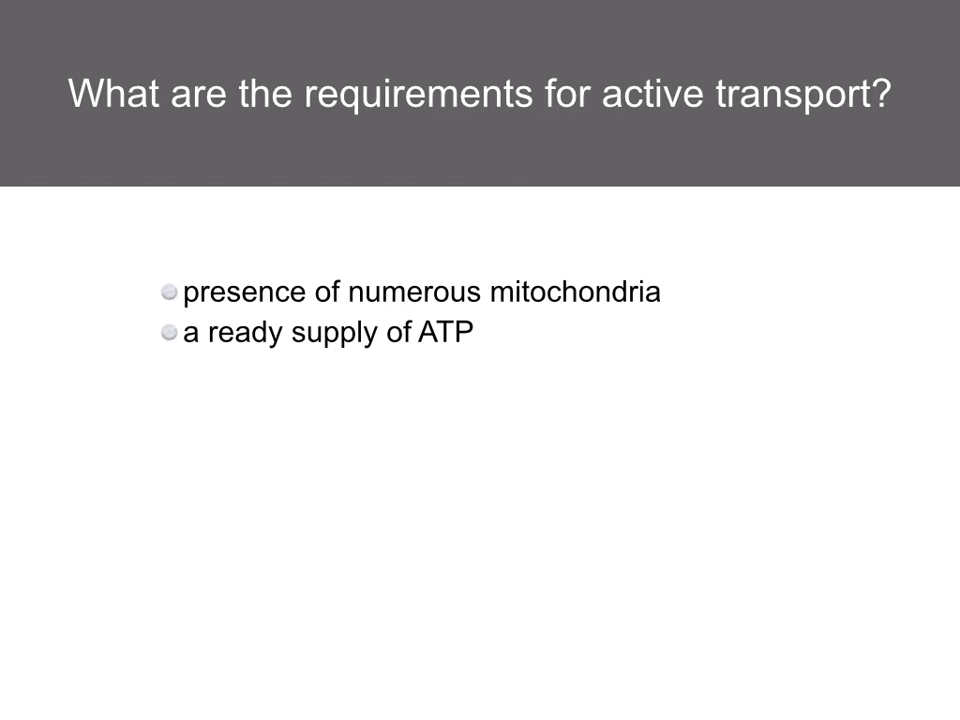 What are the requirements for active transport?
presence of numerous mitochondria
a ready supply of ATP